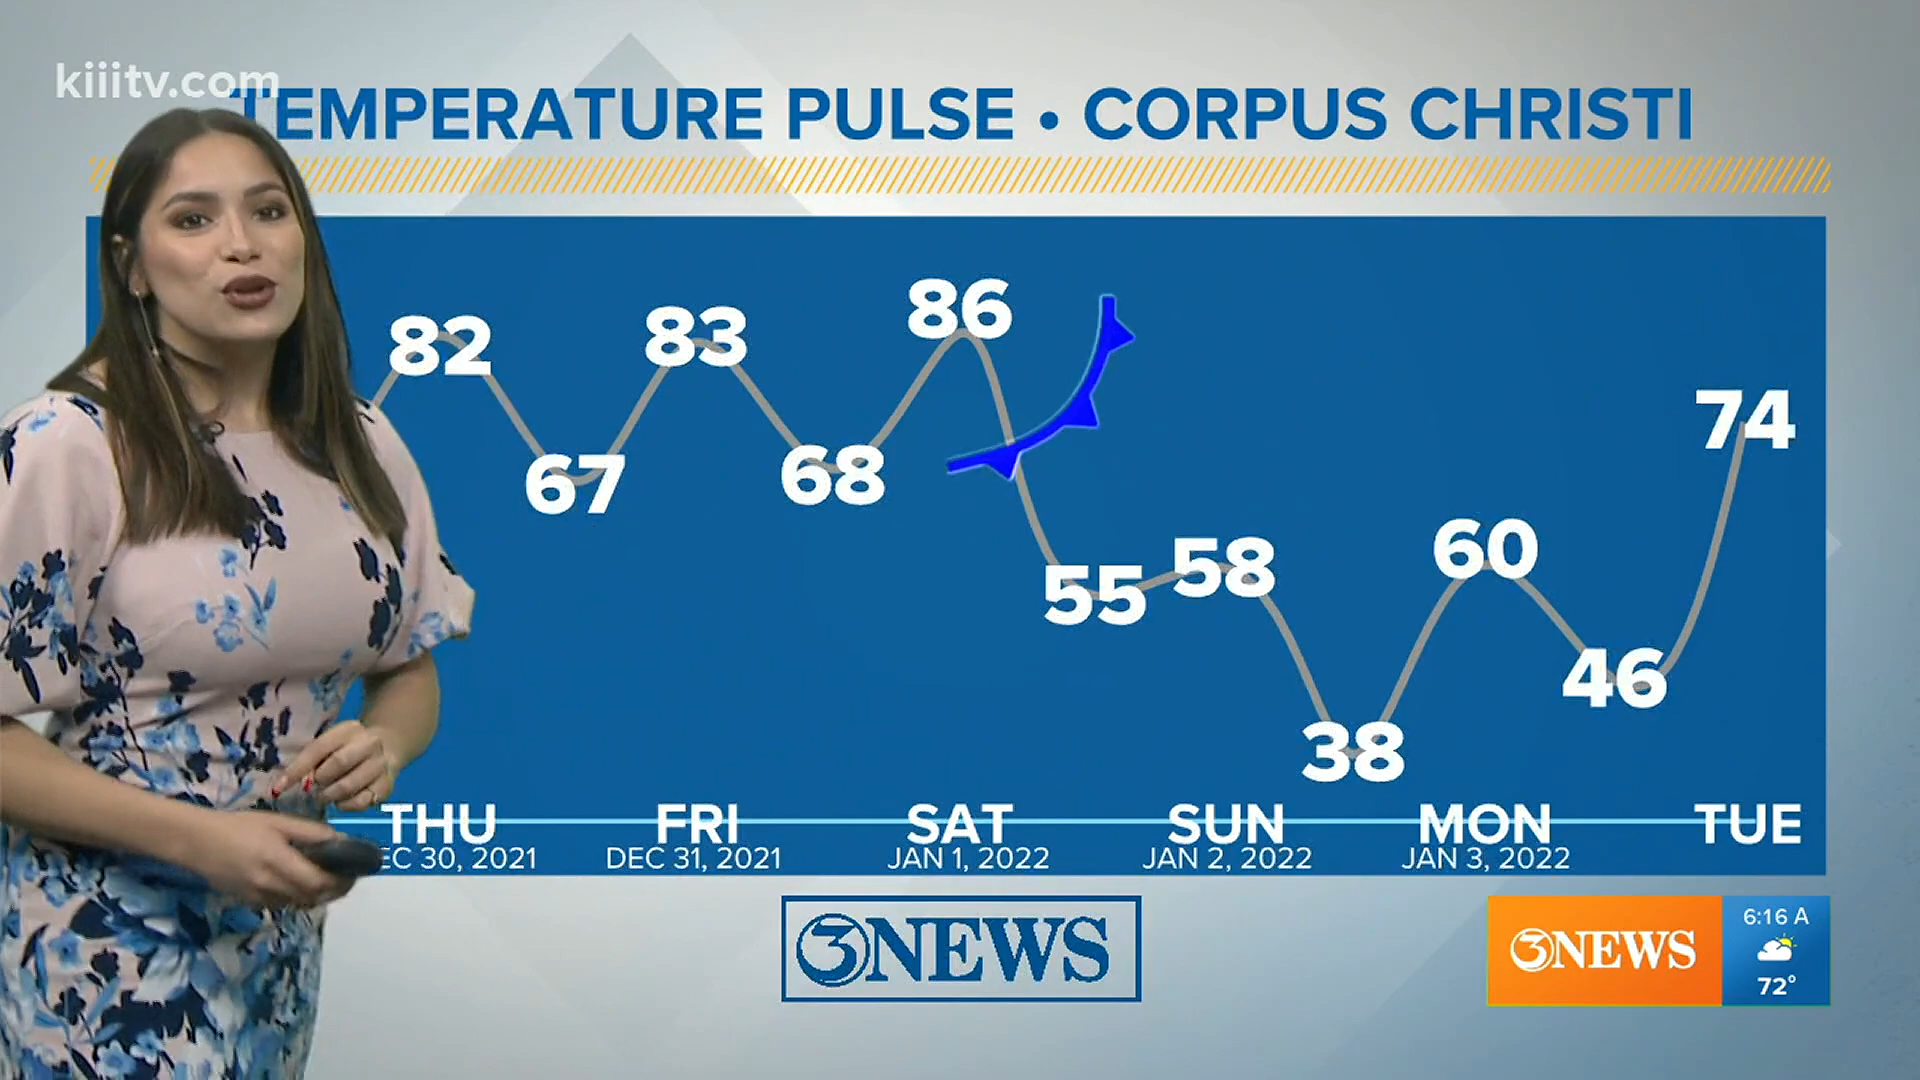 kiiitv.com
TEMPERATURE PULSE • CORPUS CHRISTI
82
67
83
68
86
55
58
38
60
46
74
THU
FRI
SAT
SUN
MON
TUE
EC 30, 2021
DEC 31, 2021
JAN 1, 2022
JAN 2, 2022
JAN 3, 2022
3NEWS
3NEWS
6:16 A
72°